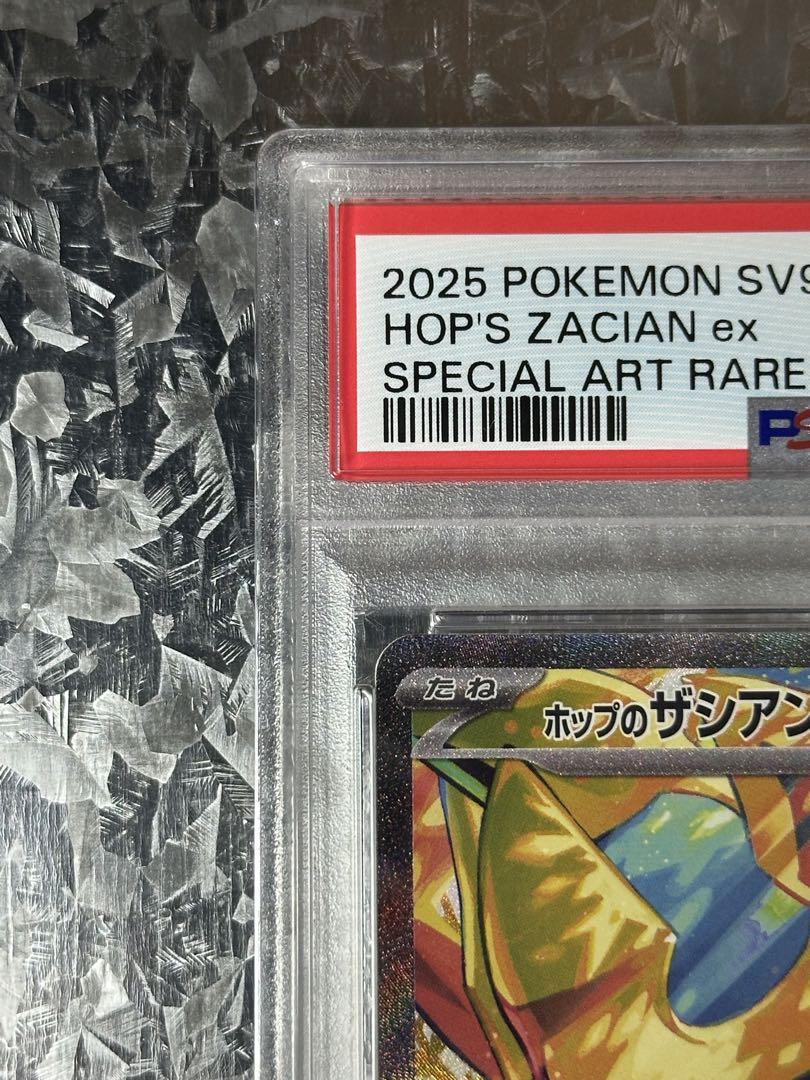 2025 POKEMON SV9
HOP'S ZACIAN ex
SPECIAL ART RARE
PS
たね
ホップのザシアン